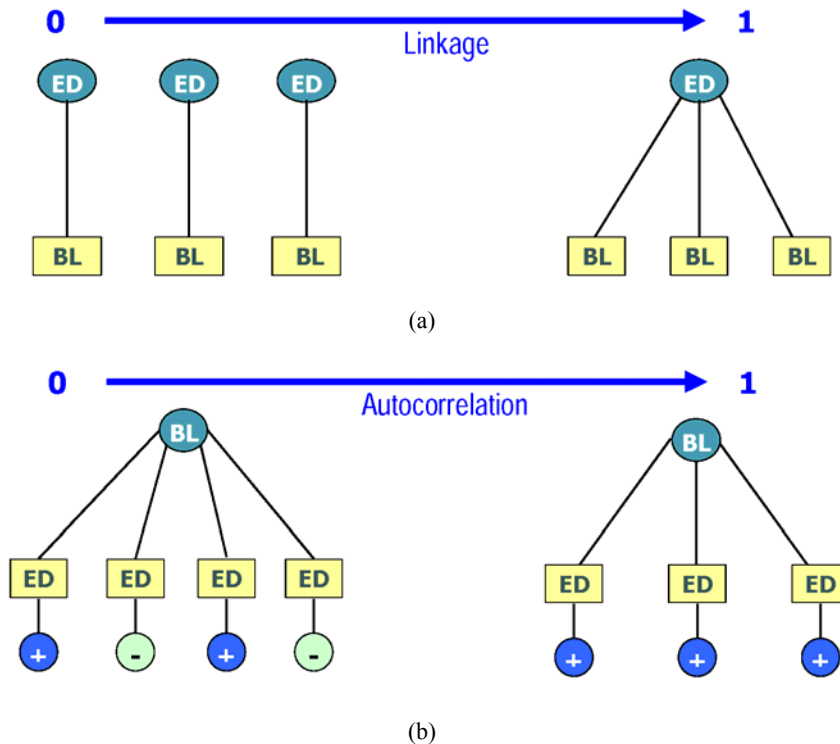 0 1
Linkage
ED ED ED ED
BL BL BL BL BL BL
(a)
0 1
Autocorrelation
BL BL
ED ED ED ED ED ED ED
+ - + - + + +
(b)